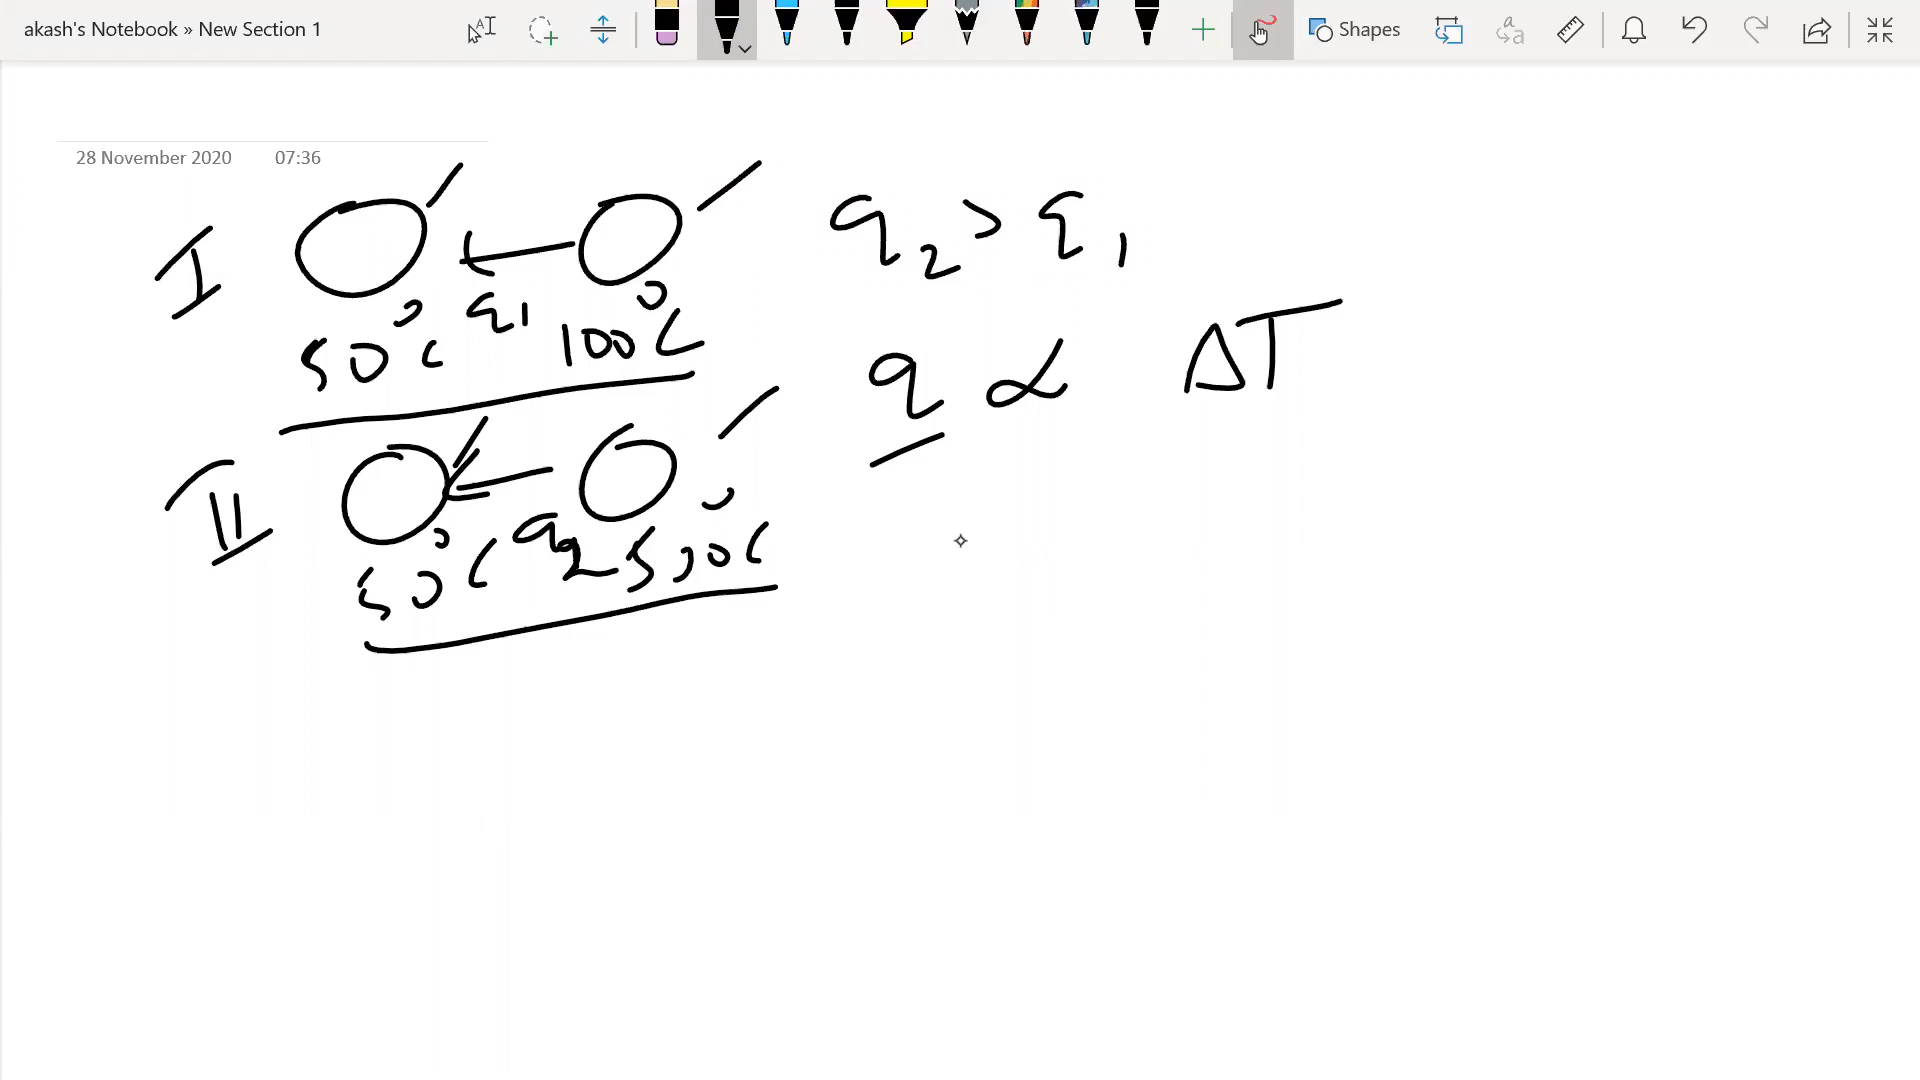 akash's Notebook » New Section 1
Shapes
28 November 2020 07:36
I
50°C q1 100°C
q2 > q1
q ∝ ΔT
II
50°C q2 500°C